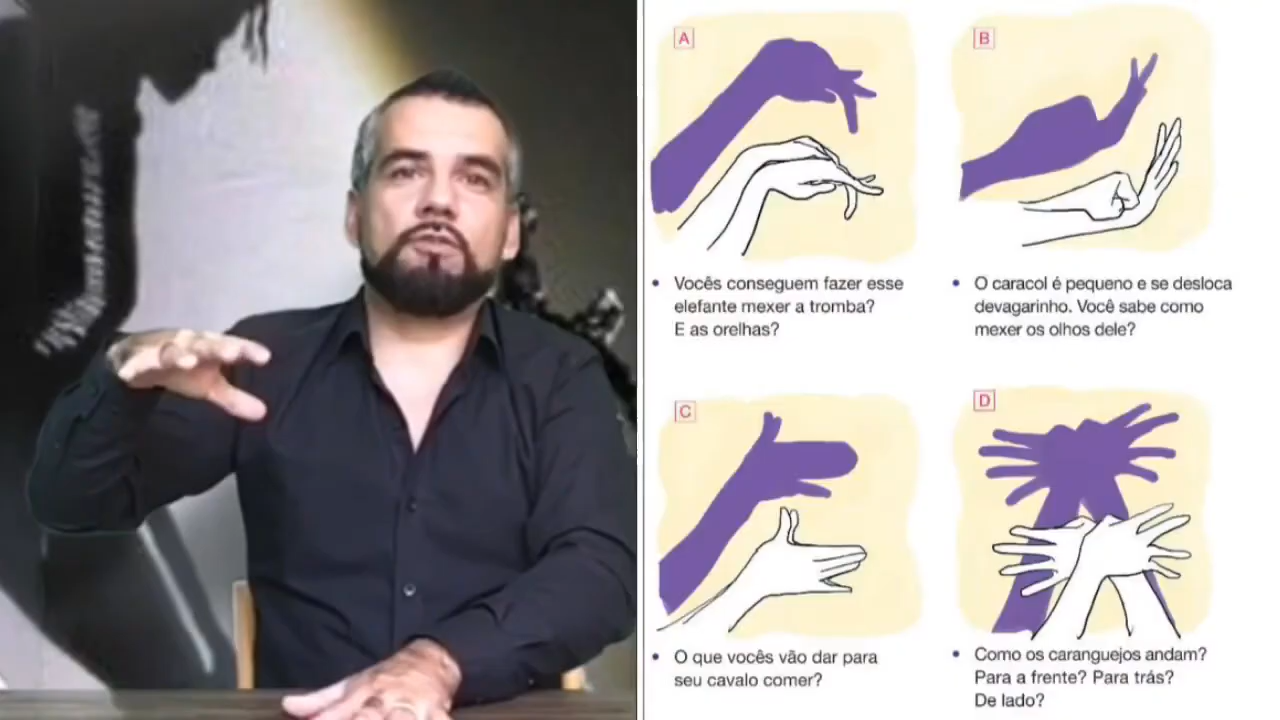 A
• Vocês conseguem fazer esse
elefante mexer a tromba?
E as orelhas?
B
• O caracol é pequeno e se desloca
devagarinho. Você sabe como
mexer os olhos dele?
C
• O que vocês vão dar para
seu cavalo comer?
D
• Como os caranguejos andam?
Para a frente? Para trás?
De lado?